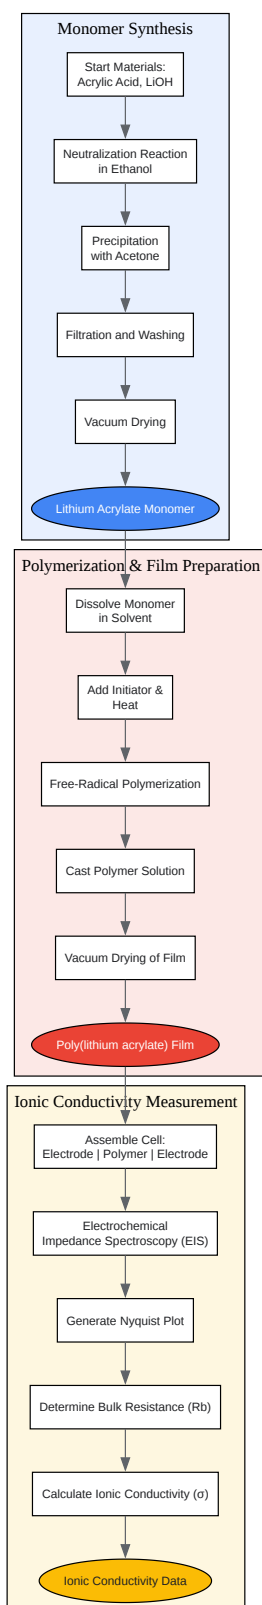 Monomer Synthesis
Start Materials:
Acrylic Acid, LiOH
Neutralization Reaction
in Ethanol
Precipitation
with Acetone
Filtration and Washing
Vacuum Drying
Lithium Acrylate Monomer
Polymerization & Film Preparation
Dissolve Monomer
in Solvent
Add Initiator &
Heat
Free-Radical Polymerization
Cast Polymer Solution
Vacuum Drying of Film
Poly(lithium acrylate) Film
Ionic Conductivity Measurement
Assemble Cell:
Electrode | Polymer | Electrode
Electrochemical
Impedance Spectroscopy (EIS)
Generate Nyquist Plot
Determine Bulk Resistance (Rb)
Calculate Ionic Conductivity (σ)
Ionic Conductivity Data